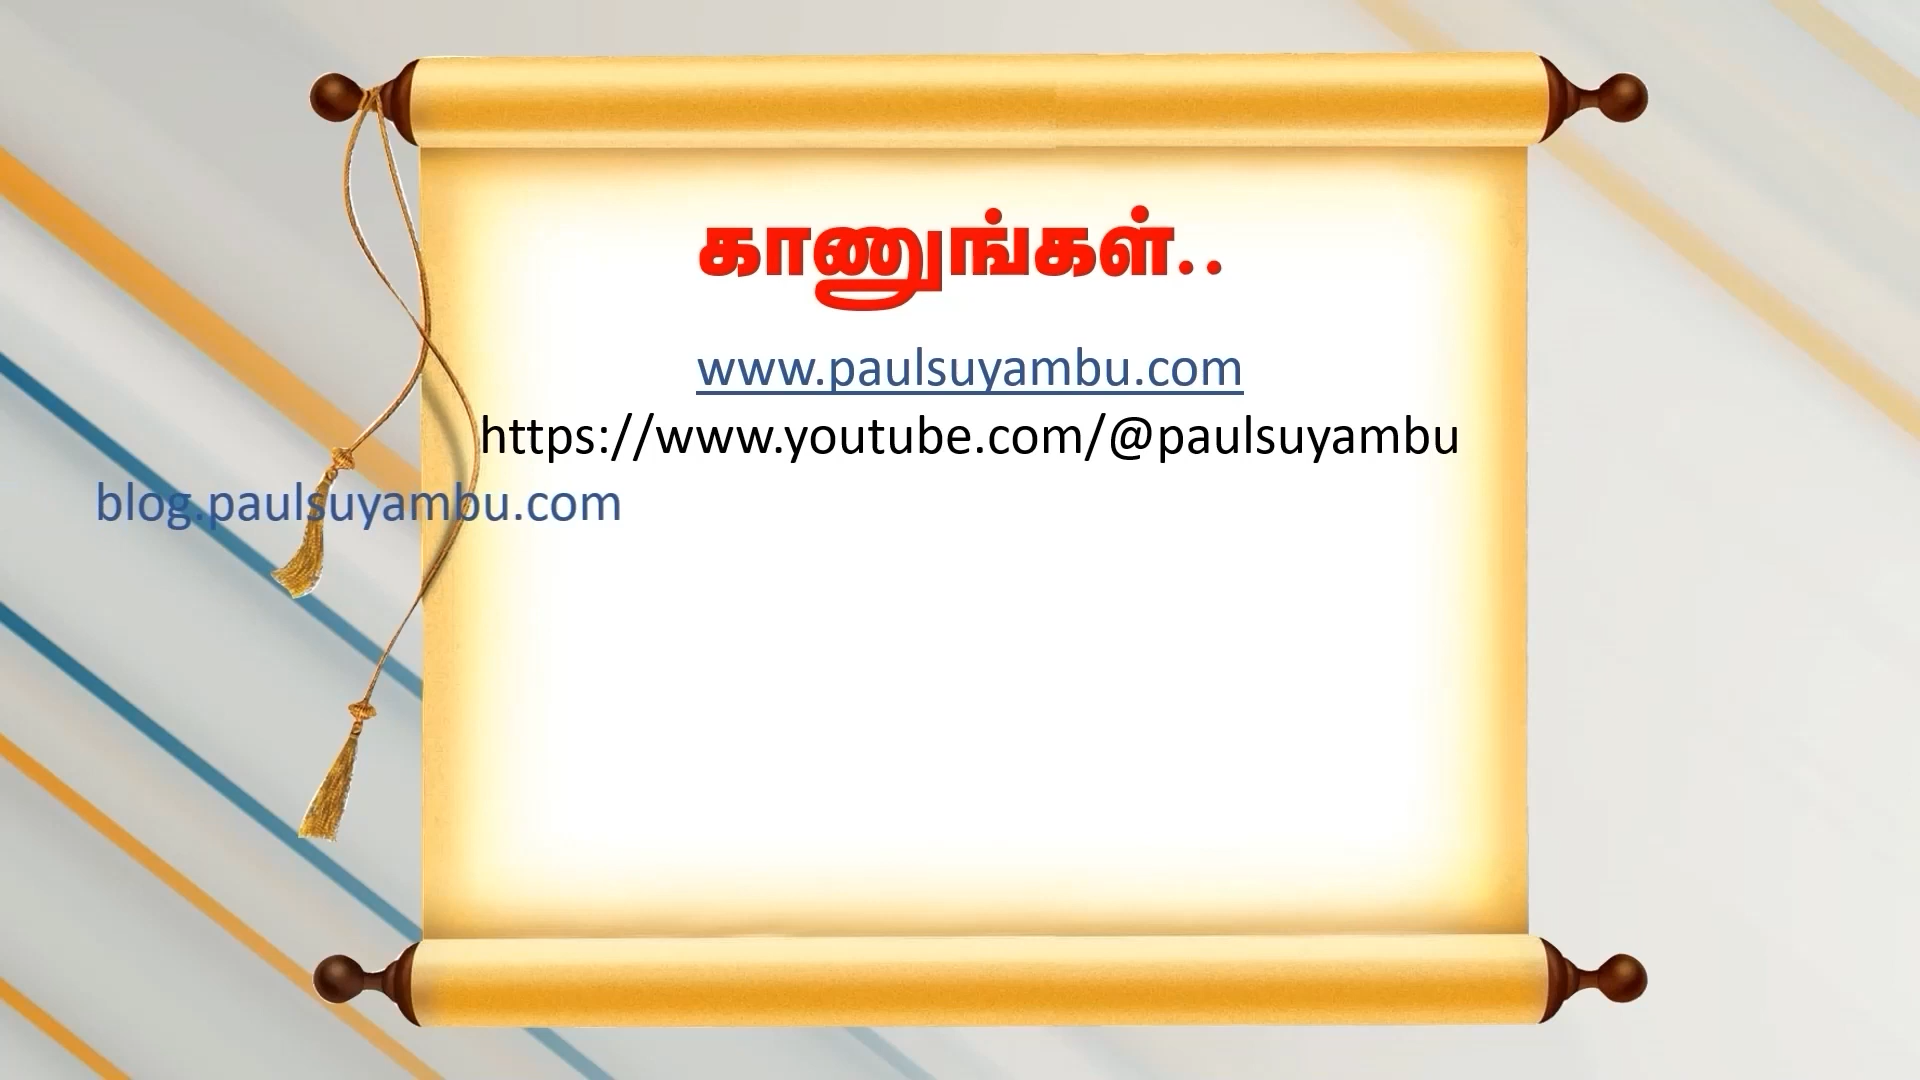 காணுங்கள்..
www.paulsuyambu.com
https://www.youtube.com/@paulsuyambu
blog.paulsuyambu.com